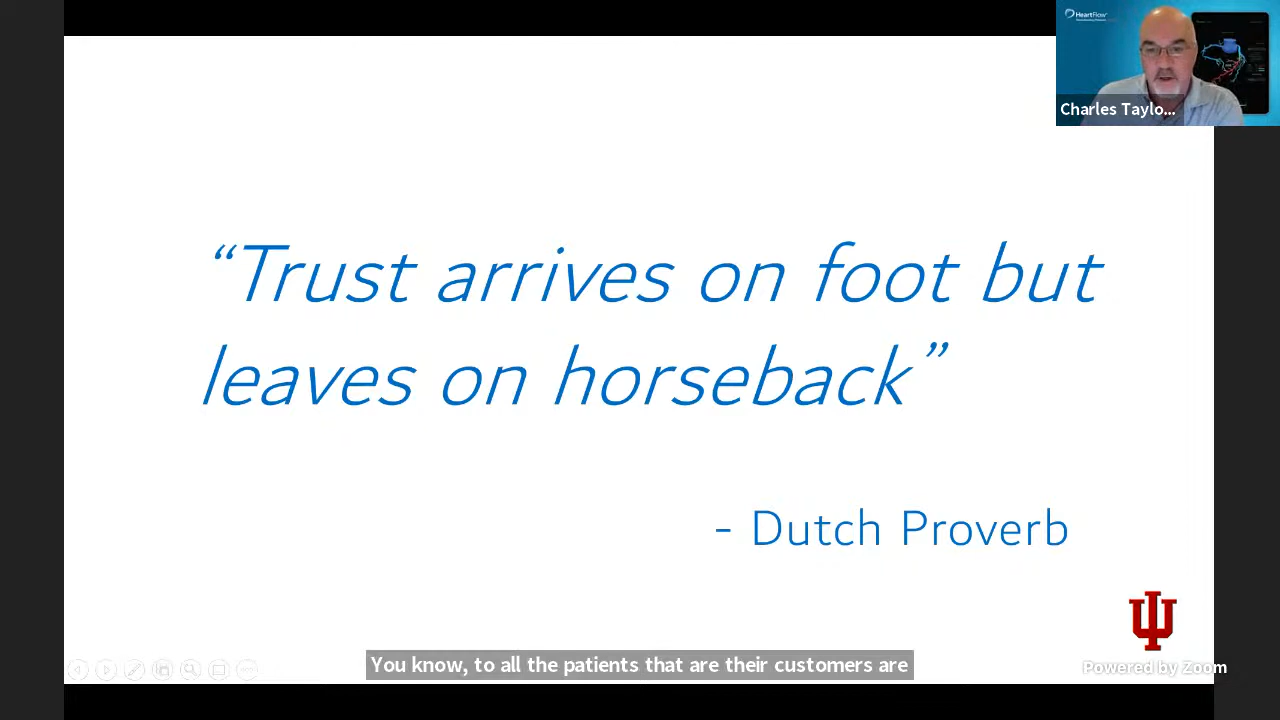 HeartFlow
Charles Taylo...
“Trust arrives on foot but
leaves on horseback”
- Dutch Proverb
You know, to all the patients that are their customers are
Powered by Zoom